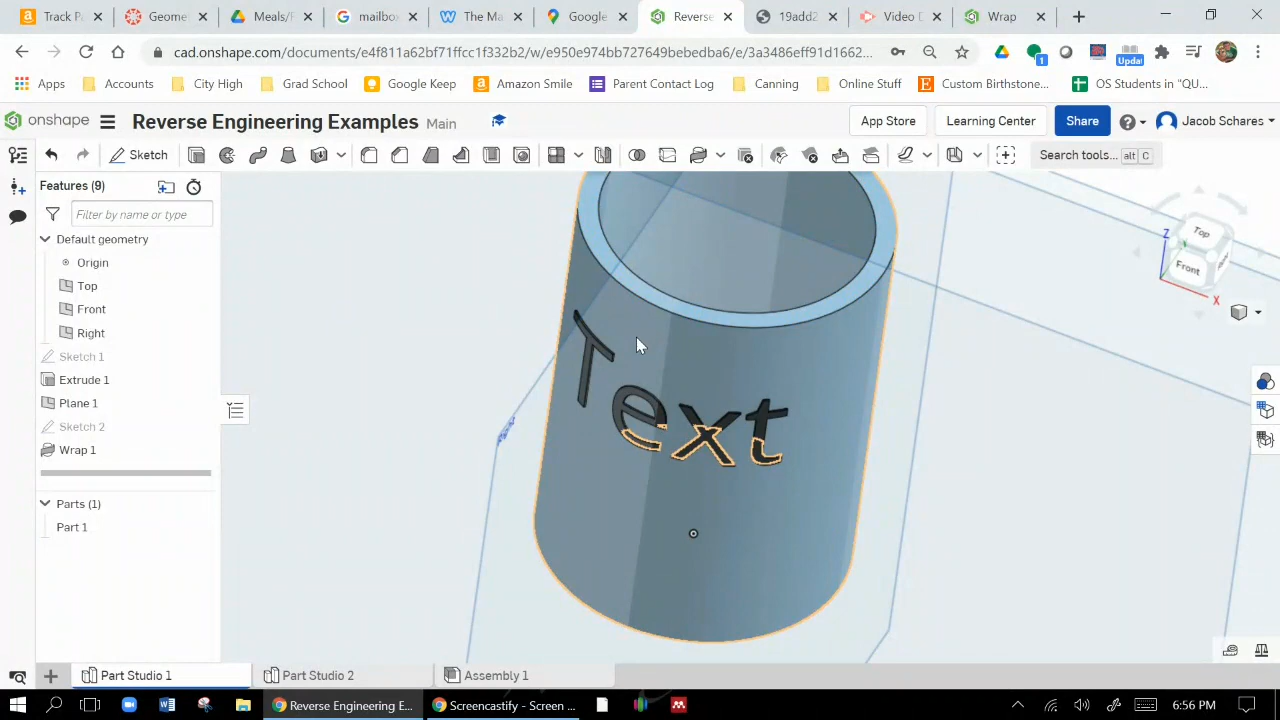 Track P
Geome
Meals/F
mailbox
The Ma
Google
Reverse
19add2
Video D
Wrap
cad.onshape.com/documents/e4f811a62bf71ffcc1f332b2/w/e950e974bb727649bebedba6/e/3a3486eff91d1662...
1
Updat
Apps
Accounts
City High
Grad School
Google Keep
Amazon Smile
Parent Contact Log
Canning
Online Stuff
Custom Birthstone...
OS Students in "QU...
onshape
Reverse Engineering Examples
Main
App Store
Learning Center
Share
Jacob Schares
Sketch
Search tools... alt C
Features (9)
Filter by name or type
Default geometry
Origin
Top
Front
Right
Sketch 1
Extrude 1
Plane 1
Sketch 2
Wrap 1
Parts (1)
Part 1
Text
Top
Front
Z
Y
X
Part Studio 1
Part Studio 2
Assembly 1
Reverse Engineering E...
Screencastify - Screen ...
6:56 PM